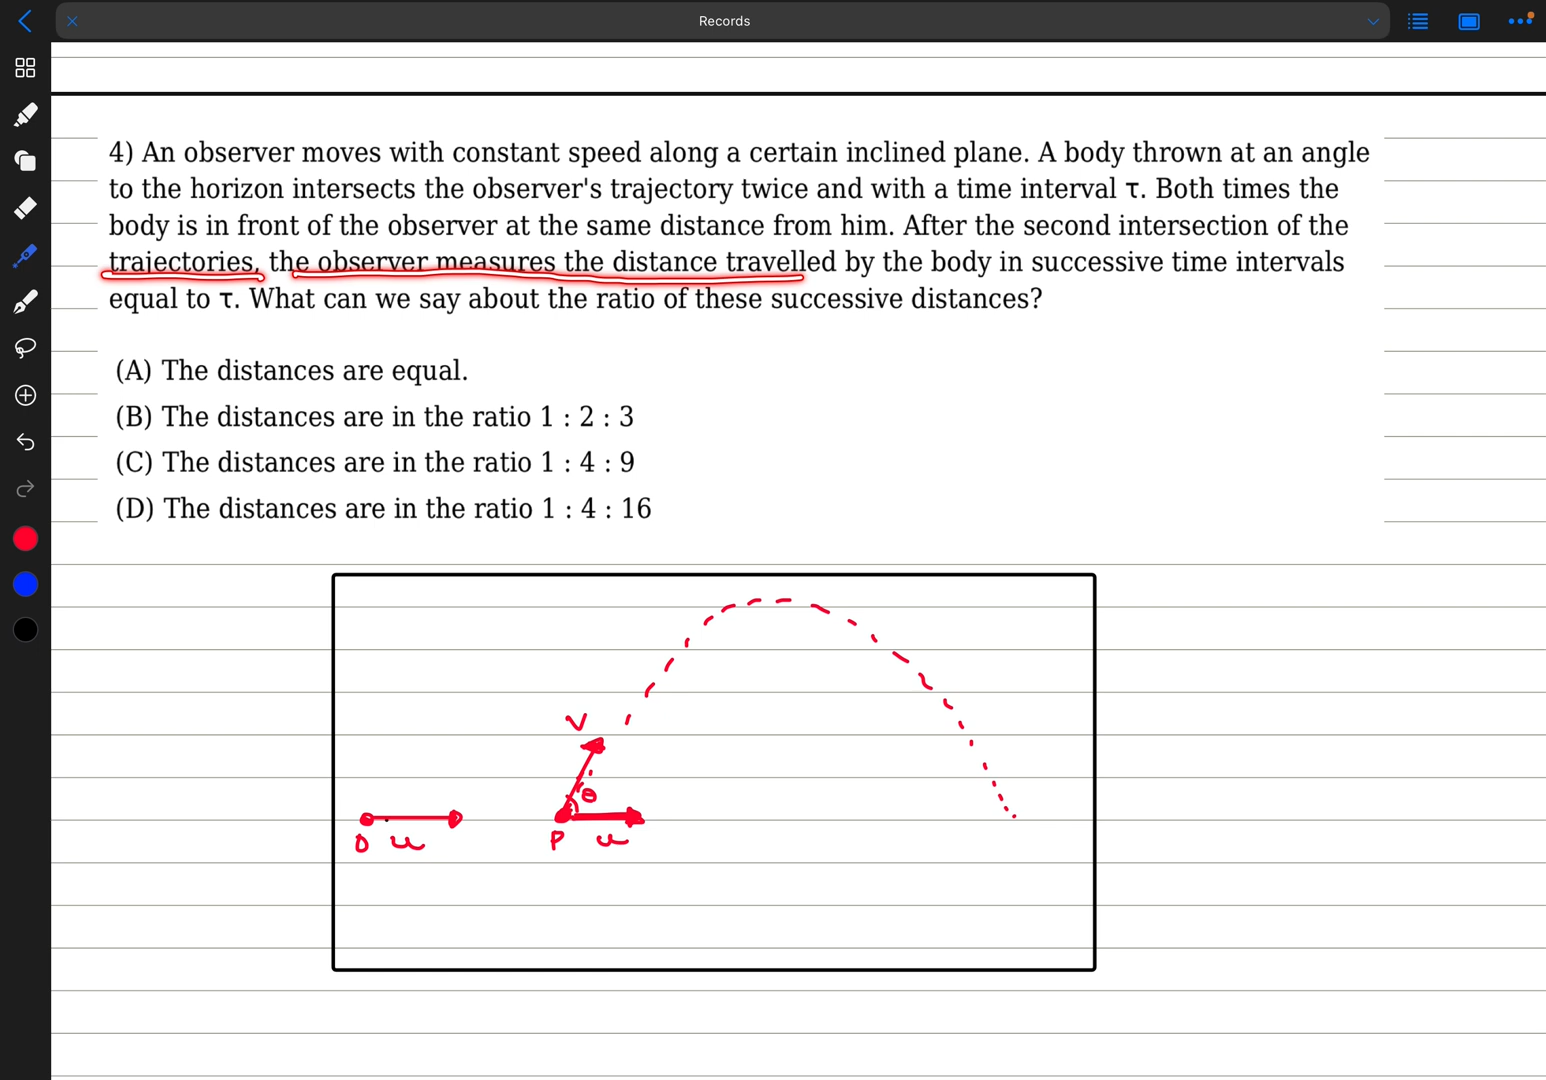 Records
4) An observer moves with constant speed along a certain inclined plane. A body thrown at an angle
to the horizon intersects the observer's trajectory twice and with a time interval τ. Both times the
body is in front of the observer at the same distance from him. After the second intersection of the
trajectories, the observer measures the distance travelled by the body in successive time intervals
equal to τ. What can we say about the ratio of these successive distances?
(A) The distances are equal.
(B) The distances are in the ratio 1 : 2 : 3
(C) The distances are in the ratio 1 : 4 : 9
(D) The distances are in the ratio 1 : 4 : 16
V
θ
O u P u